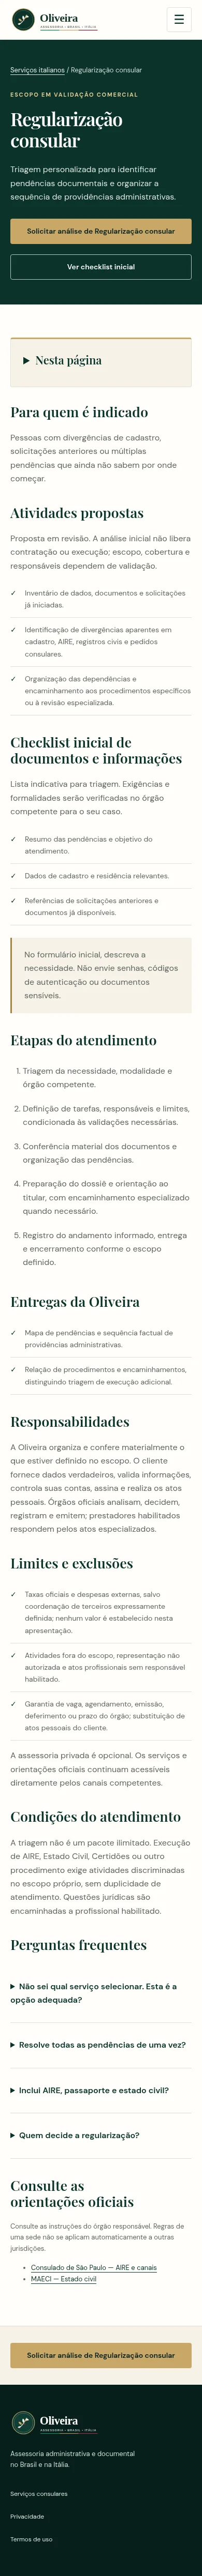 Oliveira
ASSESSORIA • BRASIL • ITÁLIA
Serviços italianos / Regularização consular
ESCOPO EM VALIDAÇÃO COMERCIAL
Regularização
consular
Triagem personalizada para identificar
pendências documentais e organizar a
sequência de providências administrativas.
Solicitar análise de Regularização consular
Ver checklist inicial
Nesta página
Para quem é indicado
Pessoas com divergências de cadastro,
solicitações anteriores ou múltiplas
pendências que ainda não sabem por onde
começar.
Atividades propostas
Proposta em revisão. A análise inicial não libera
contratação ou execução; escopo, cobertura e
responsáveis dependem de validação.
✓ Inventário de dados, documentos e solicitações
já iniciadas.
✓ Identificação de divergências aparentes em
cadastro, AIRE, registros civis e pedidos
consulares.
✓ Organização das dependências e
encaminhamento aos procedimentos específicos
ou à revisão especializada.
Checklist inicial de
documentos e informações
Lista indicativa para triagem. Exigências e
formalidades serão verificadas no órgão
competente para o seu caso.
✓ Resumo das pendências e objetivo do
atendimento.
✓ Dados de cadastro e residência relevantes.
✓ Referências de solicitações anteriores e
documentos já disponíveis.
No formulário inicial, descreva a
necessidade. Não envie senhas, códigos
de autenticação ou documentos
sensíveis.
Etapas do atendimento
1. Triagem da necessidade, modalidade e
órgão competente.
2. Definição de tarefas, responsáveis e limites,
condicionada às validações necessárias.
3. Conferência material dos documentos e
organização das pendências.
4. Preparação do dossiê e orientação ao
titular, com encaminhamento especializado
quando necessário.
5. Registro do andamento informado, entrega
e encerramento conforme o escopo
definido.
Entregas da Oliveira
✓ Mapa de pendências e sequência factual de
providências administrativas.
✓ Relação de procedimentos e encaminhamentos,
distinguindo triagem de execução adicional.
Responsabilidades
A Oliveira organiza e confere materialmente o
que estiver definido no escopo. O cliente
fornece dados verdadeiros, valida informações,
controla suas contas, assina e realiza os atos
pessoais. Órgãos oficiais analisam, decidem,
registram e emitem; prestadores habilitados
respondem pelos atos especializados.
Limites e exclusões
✓ Taxas oficiais e despesas externas, salvo
coordenação de terceiros expressamente
definida; nenhum valor é estabelecido nesta
apresentação.
✓ Atividades fora do escopo, representação não
autorizada e atos profissionais sem responsável
habilitado.
✓ Garantia de vaga, agendamento, emissão,
deferimento ou prazo do órgão; substituição de
atos pessoais do cliente.
A assessoria privada é opcional. Os serviços e
orientações oficiais continuam acessíveis
diretamente pelos canais competentes.
Condições do atendimento
A triagem não é um pacote ilimitado. Execução
de AIRE, Estado Civil, Certidões ou outro
procedimento exige atividades discriminadas
no escopo próprio, sem duplicidade de
atendimento. Questões jurídicas são
encaminhadas a profissional habilitado.
Perguntas frequentes
Não sei qual serviço selecionar. Esta é a
opção adequada?
Resolve todas as pendências de uma vez?
Inclui AIRE, passaporte e estado civil?
Quem decide a regularização?
Consulte as
orientações oficiais
Consulte as instruções do órgão responsável. Regras de
uma sede não se aplicam automaticamente a outras
jurisdições.
• Consulado de São Paulo — AIRE e canais
• MAECI — Estado civil
Solicitar análise de Regularização consular
Oliveira
ASSESSORIA • BRASIL • ITÁLIA
Assessoria administrativa e documental
no Brasil e na Itália.
Serviços consulares
Privacidade
Termos de uso